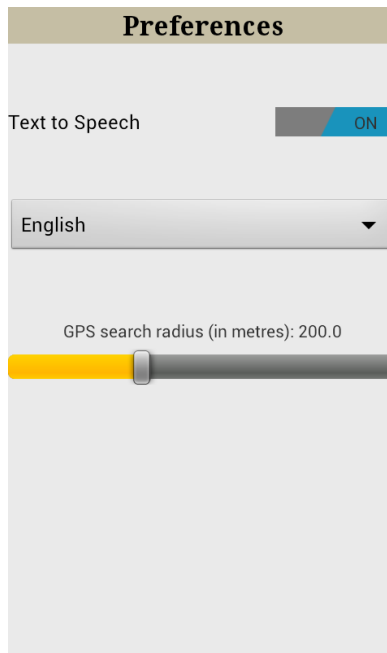 Preferences
Text to Speech ON
English
GPS search radius (in metres): 200.0